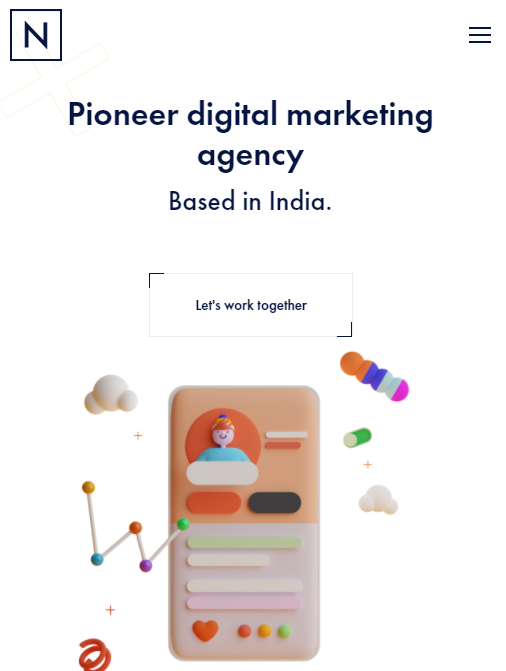 N
Pioneer digital marketing
agency
Based in India.
Let's work together